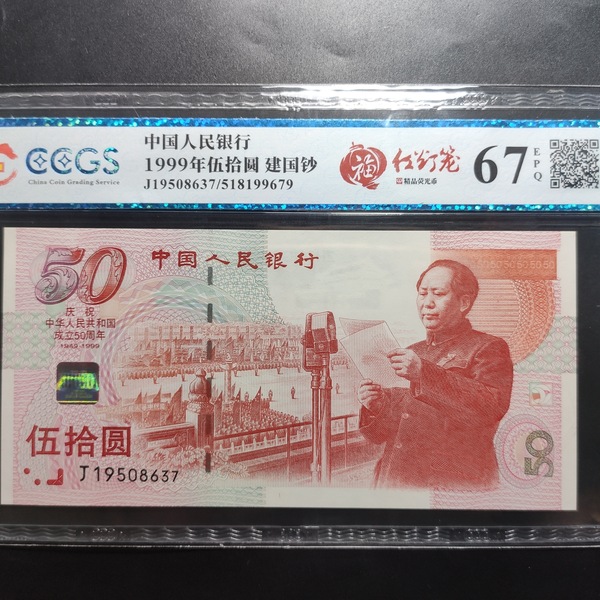 CCGS
China Coin Grading Service
中国人民银行
1999年伍拾圆 建国钞
J19508637/518199679
福
红灯笼
精品荧光币
67
EPQ
50
中国人民银行
庆祝
中华人民共和国
成立50周年
1949-1999
伍拾圆
J19508637
50